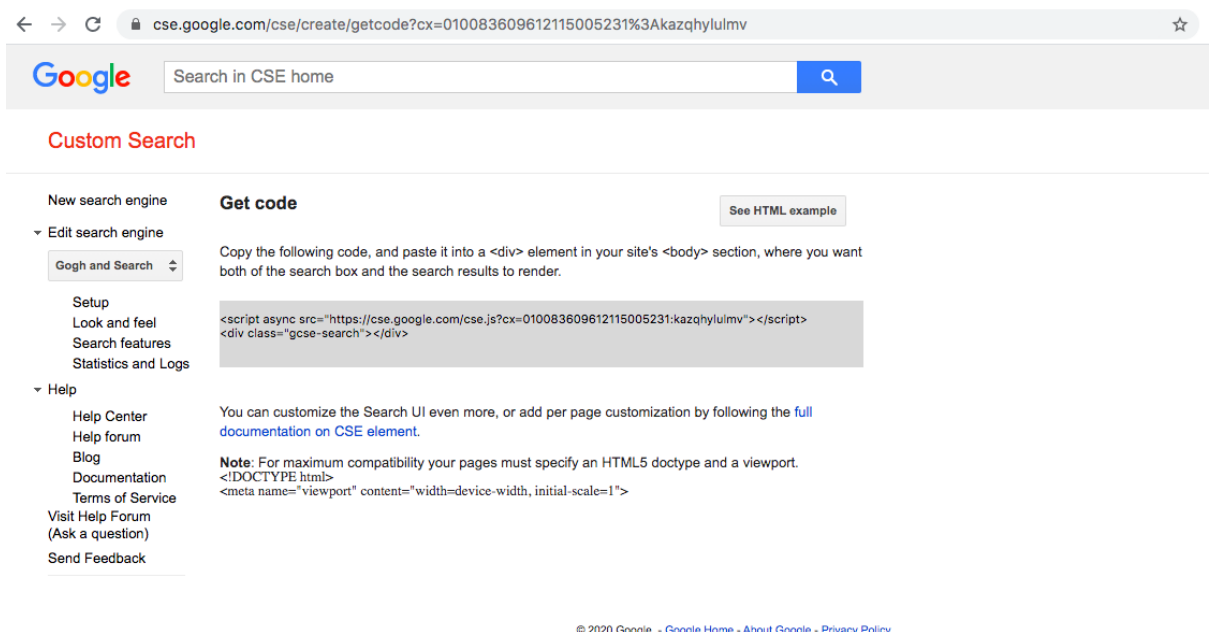 cse.google.com/cse/create/getcode?cx=010083609612115005231%3Akazqhylulmv
Google
Search in CSE home
Custom Search
New search engine
Edit search engine
Gogh and Search
Setup
Look and feel
Search features
Statistics and Logs
Help
Help Center
Help forum
Blog
Documentation
Terms of Service
Visit Help Forum
(Ask a question)
Send Feedback
Get code
See HTML example
Copy the following code, and paste it into a <div> element in your site's <body> section, where you want
both of the search box and the search results to render.
<script async src="https://cse.google.com/cse.js?cx=010083609612115005231:kazqhylulmv"></script>
<div class="gcse-search"></div>
You can customize the Search UI even more, or add per page customization by following the full
documentation on CSE element.
Note: For maximum compatibility your pages must specify an HTML5 doctype and a viewport.
<!DOCTYPE html>
<meta name="viewport" content="width=device-width, initial-scale=1">
© 2020 Google - Google Home - About Google - Privacy Policy